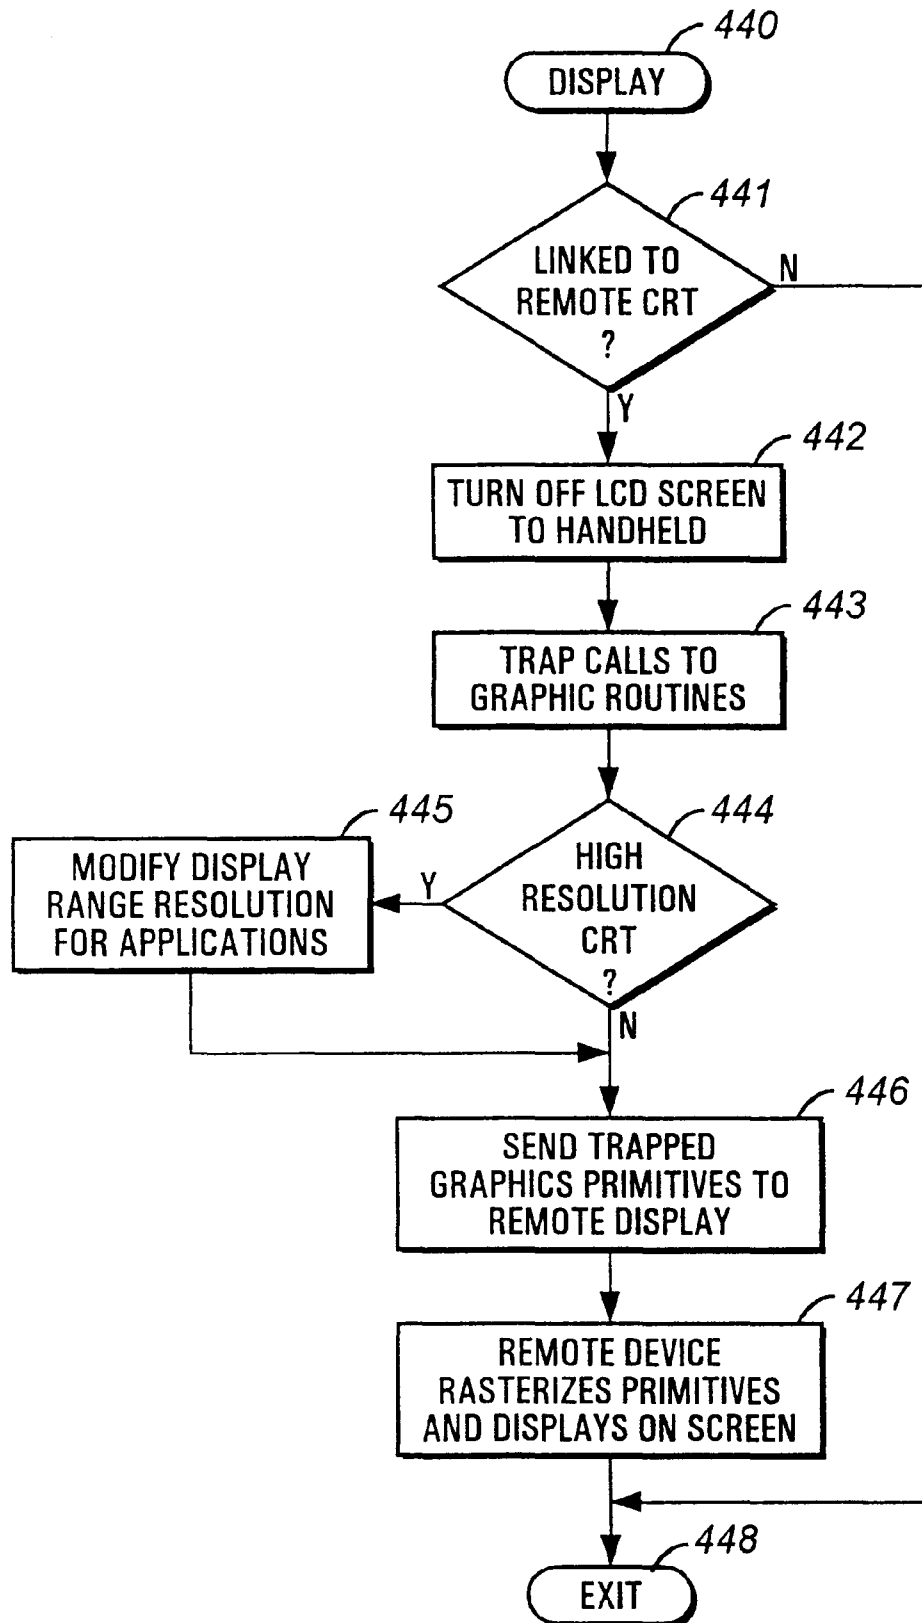 440
DISPLAY
441
LINKED TO
REMOTE CRT
?
N
Y
442
TURN OFF LCD SCREEN
TO HANDHELD
443
TRAP CALLS TO
GRAPHIC ROUTINES
444
HIGH
RESOLUTION
CRT
?
Y
N
445
MODIFY DISPLAY
RANGE RESOLUTION
FOR APPLICATIONS
446
SEND TRAPPED
GRAPHICS PRIMITIVES TO
REMOTE DISPLAY
447
REMOTE DEVICE
RASTERIZES PRIMITIVES
AND DISPLAYS ON SCREEN
448
EXIT